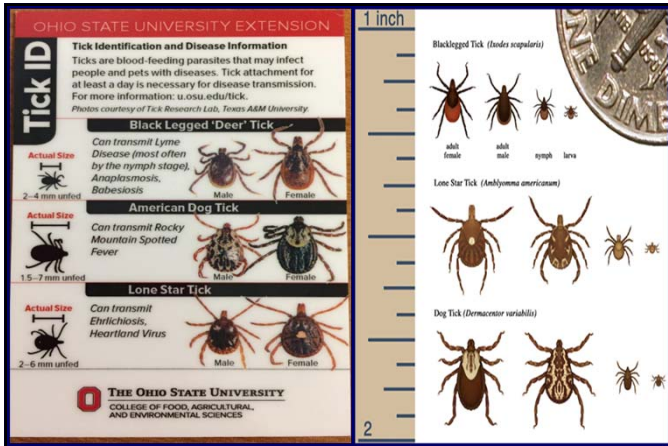 OHIO STATE UNIVERSITY EXTENSION
Tick ID
Tick Identification and Disease Information
Ticks are blood-feeding parasites that may infect
people and pets with diseases. Tick attachment for
at least a day is necessary for disease transmission.
For more information: u.osu.edu/tick.
Photos courtesy of Tick Research Lab, Texas A&M University.
Black Legged 'Deer' Tick
Actual Size
2-4 mm unfed
Can transmit Lyme
Disease (most often
by the nymph stage),
Anaplasmosis,
Babesiosis
Male
Female
American Dog Tick
Actual Size
1.5-7 mm unfed
Can transmit Rocky
Mountain Spotted
Fever
Male
Female
Lone Star Tick
Actual Size
2-6 mm unfed
Can transmit
Ehrlichiosis,
Heartland Virus
Male
Female
THE OHIO STATE UNIVERSITY
COLLEGE OF FOOD, AGRICULTURAL,
AND ENVIRONMENTAL SCIENCES
1 inch
2
Blacklegged Tick (Ixodes scapularis)
ONE DIME
adult female
adult male
nymph
larva
Lone Star Tick (Amblyomma americanum)
Dog Tick (Dermacentor variabilis)